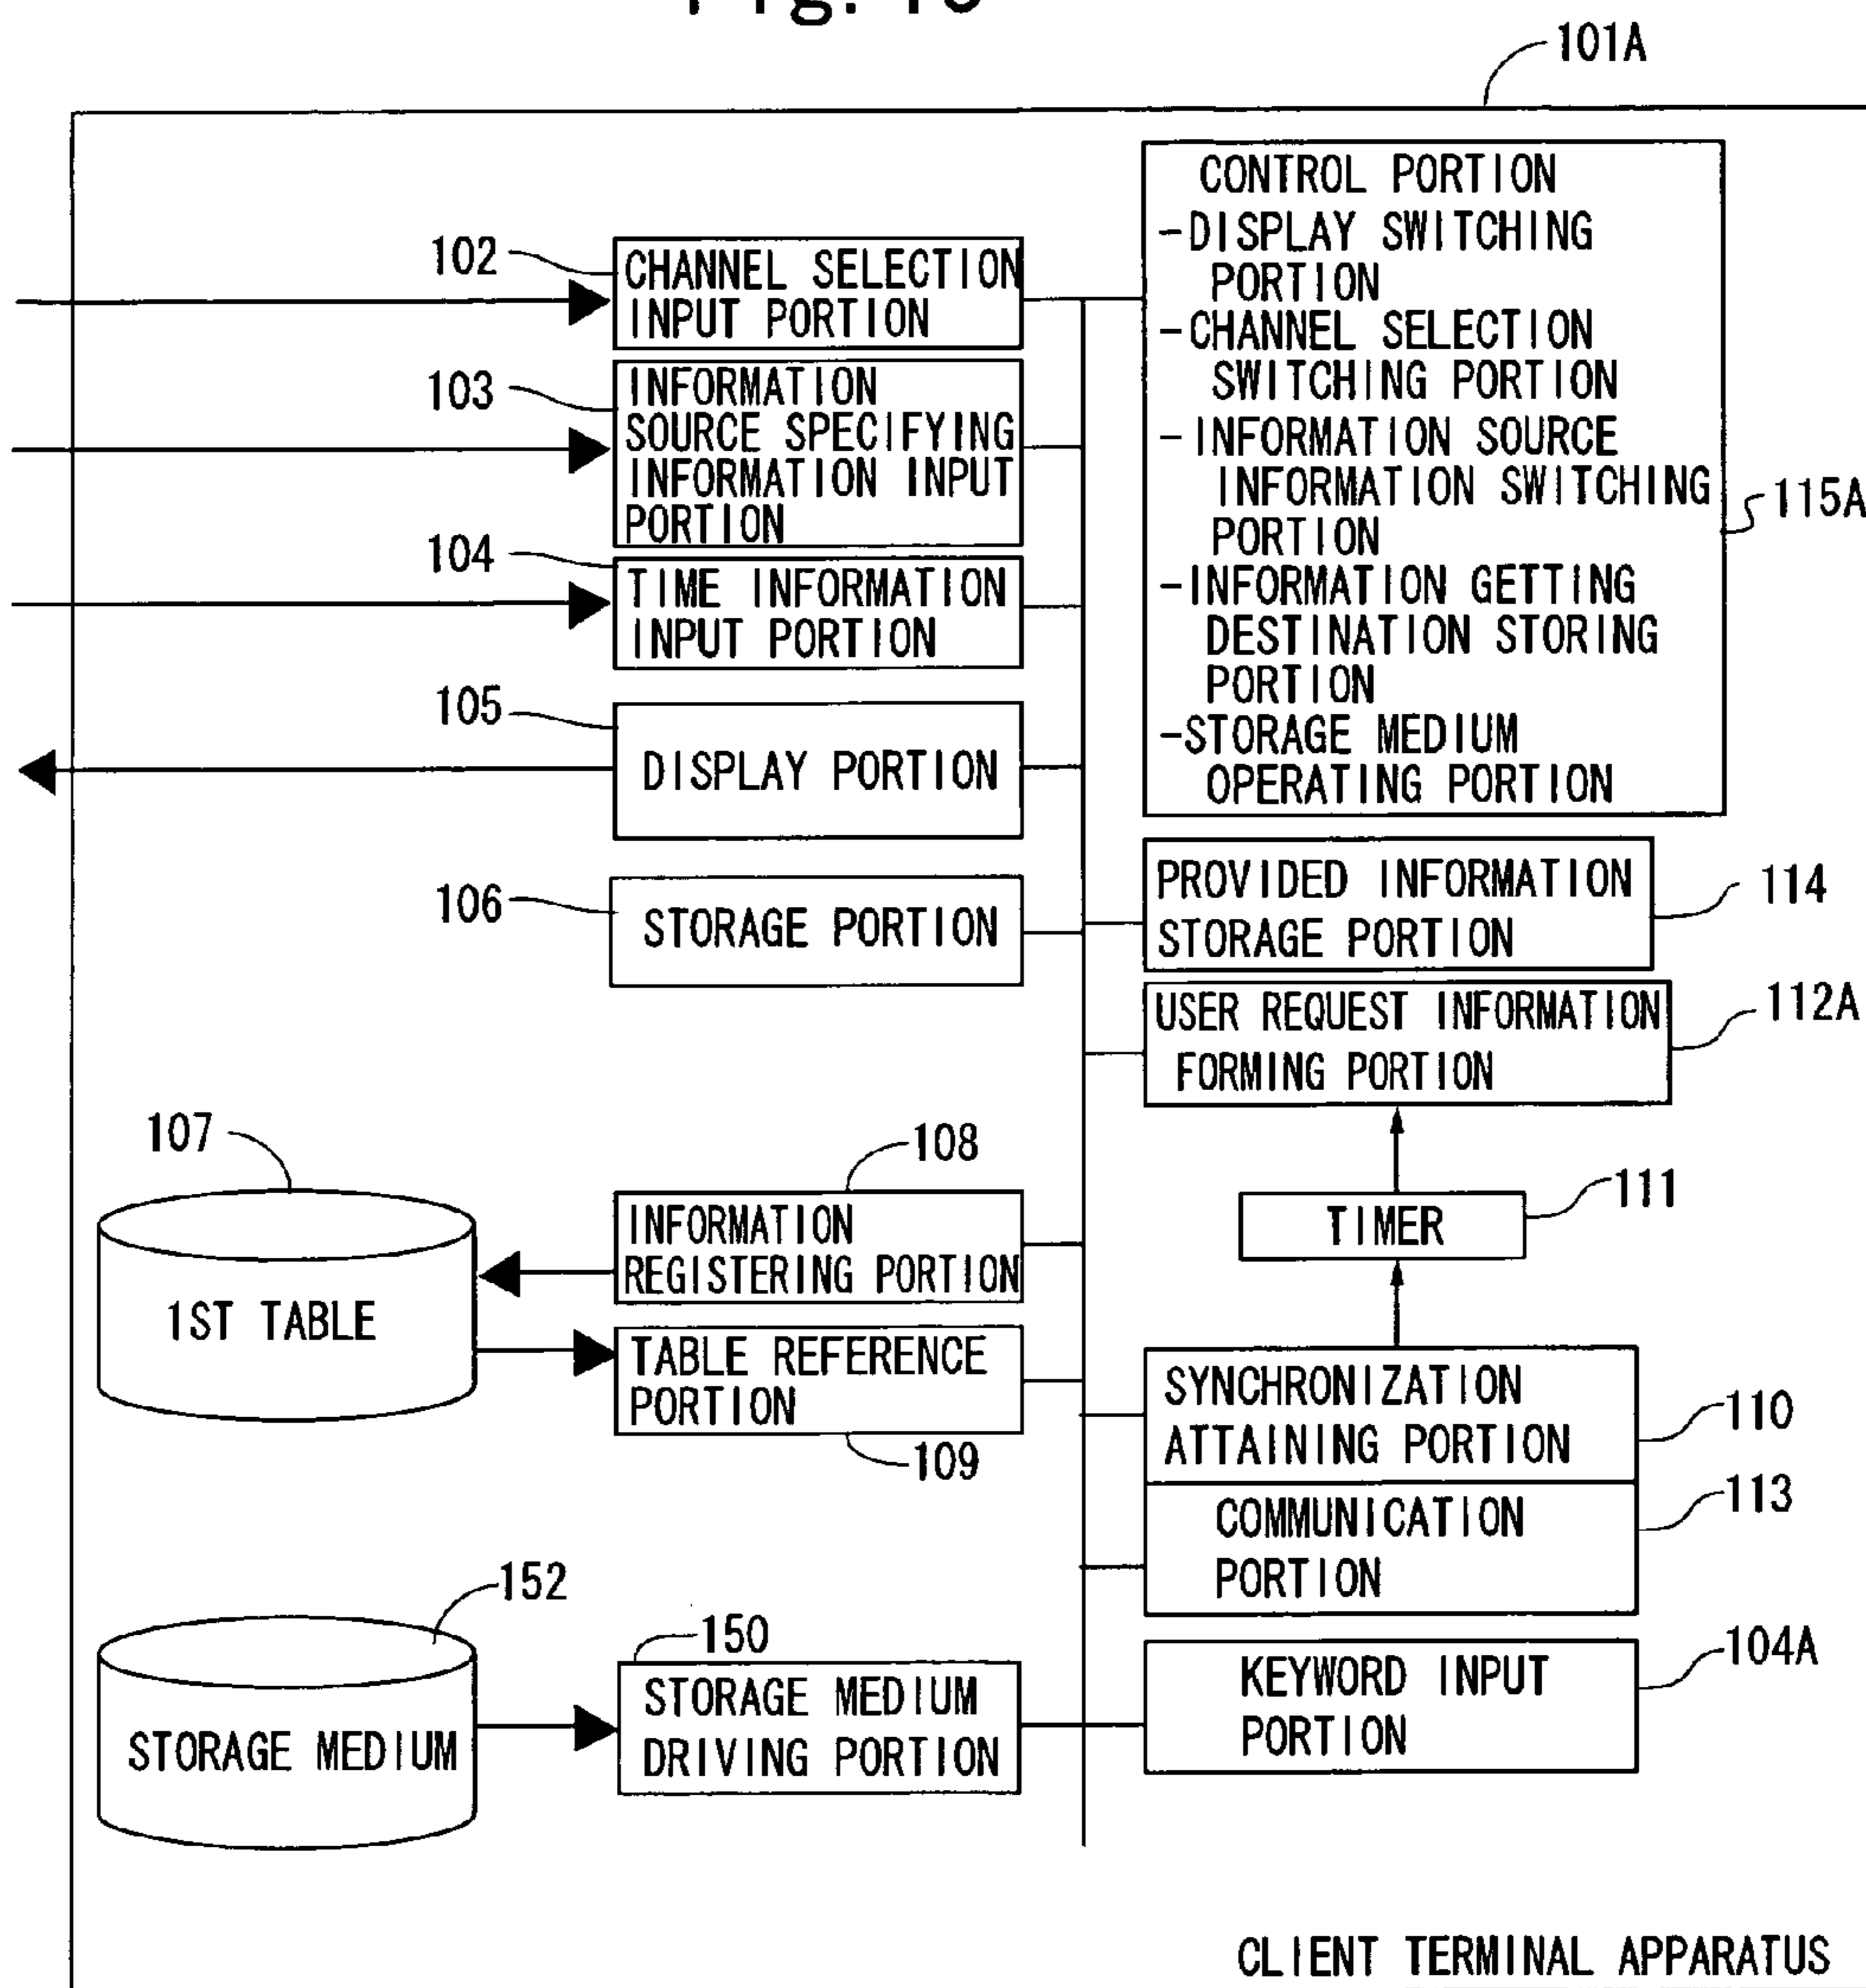 101A
CONTROL PORTION
-DISPLAY SWITCHING
PORTION
-CHANNEL SELECTION
SWITCHING PORTION
-INFORMATION SOURCE
INFORMATION SWITCHING
PORTION
-INFORMATION GETTING
DESTINATION STORING
PORTION
-STORAGE MEDIUM
OPERATING PORTION
115A
102
CHANNEL SELECTION
INPUT PORTION
103
INFORMATION
SOURCE SPECIFYING
INFORMATION INPUT
PORTION
104
TIME INFORMATION
INPUT PORTION
105
DISPLAY PORTION
106
STORAGE PORTION
PROVIDED INFORMATION
STORAGE PORTION
114
USER REQUEST INFORMATION
FORMING PORTION
112A
107
1ST TABLE
108
INFORMATION
REGISTERING PORTION
TABLE REFERENCE
PORTION
109
TIMER
111
SYNCHRONIZATION
ATTAINING PORTION
110
COMMUNICATION
PORTION
113
152
STORAGE MEDIUM
150
STORAGE MEDIUM
DRIVING PORTION
KEYWORD INPUT
PORTION
104A
CLIENT TERMINAL APPARATUS